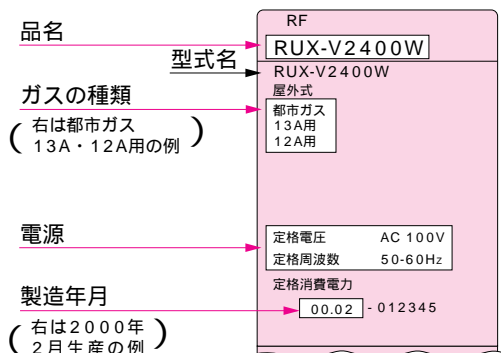 品名
型式名
ガスの種類
(右は都市ガス
13A・12A用の例)
電源
製造年月
(右は2000年
2月生産の例)
RF
RUX-V2400W
RUX-V2400W
屋外式
都市ガス
13A用
12A用
定格電圧 AC 100V
定格周波数 50-60Hz
定格消費電力
00.02 - 012345